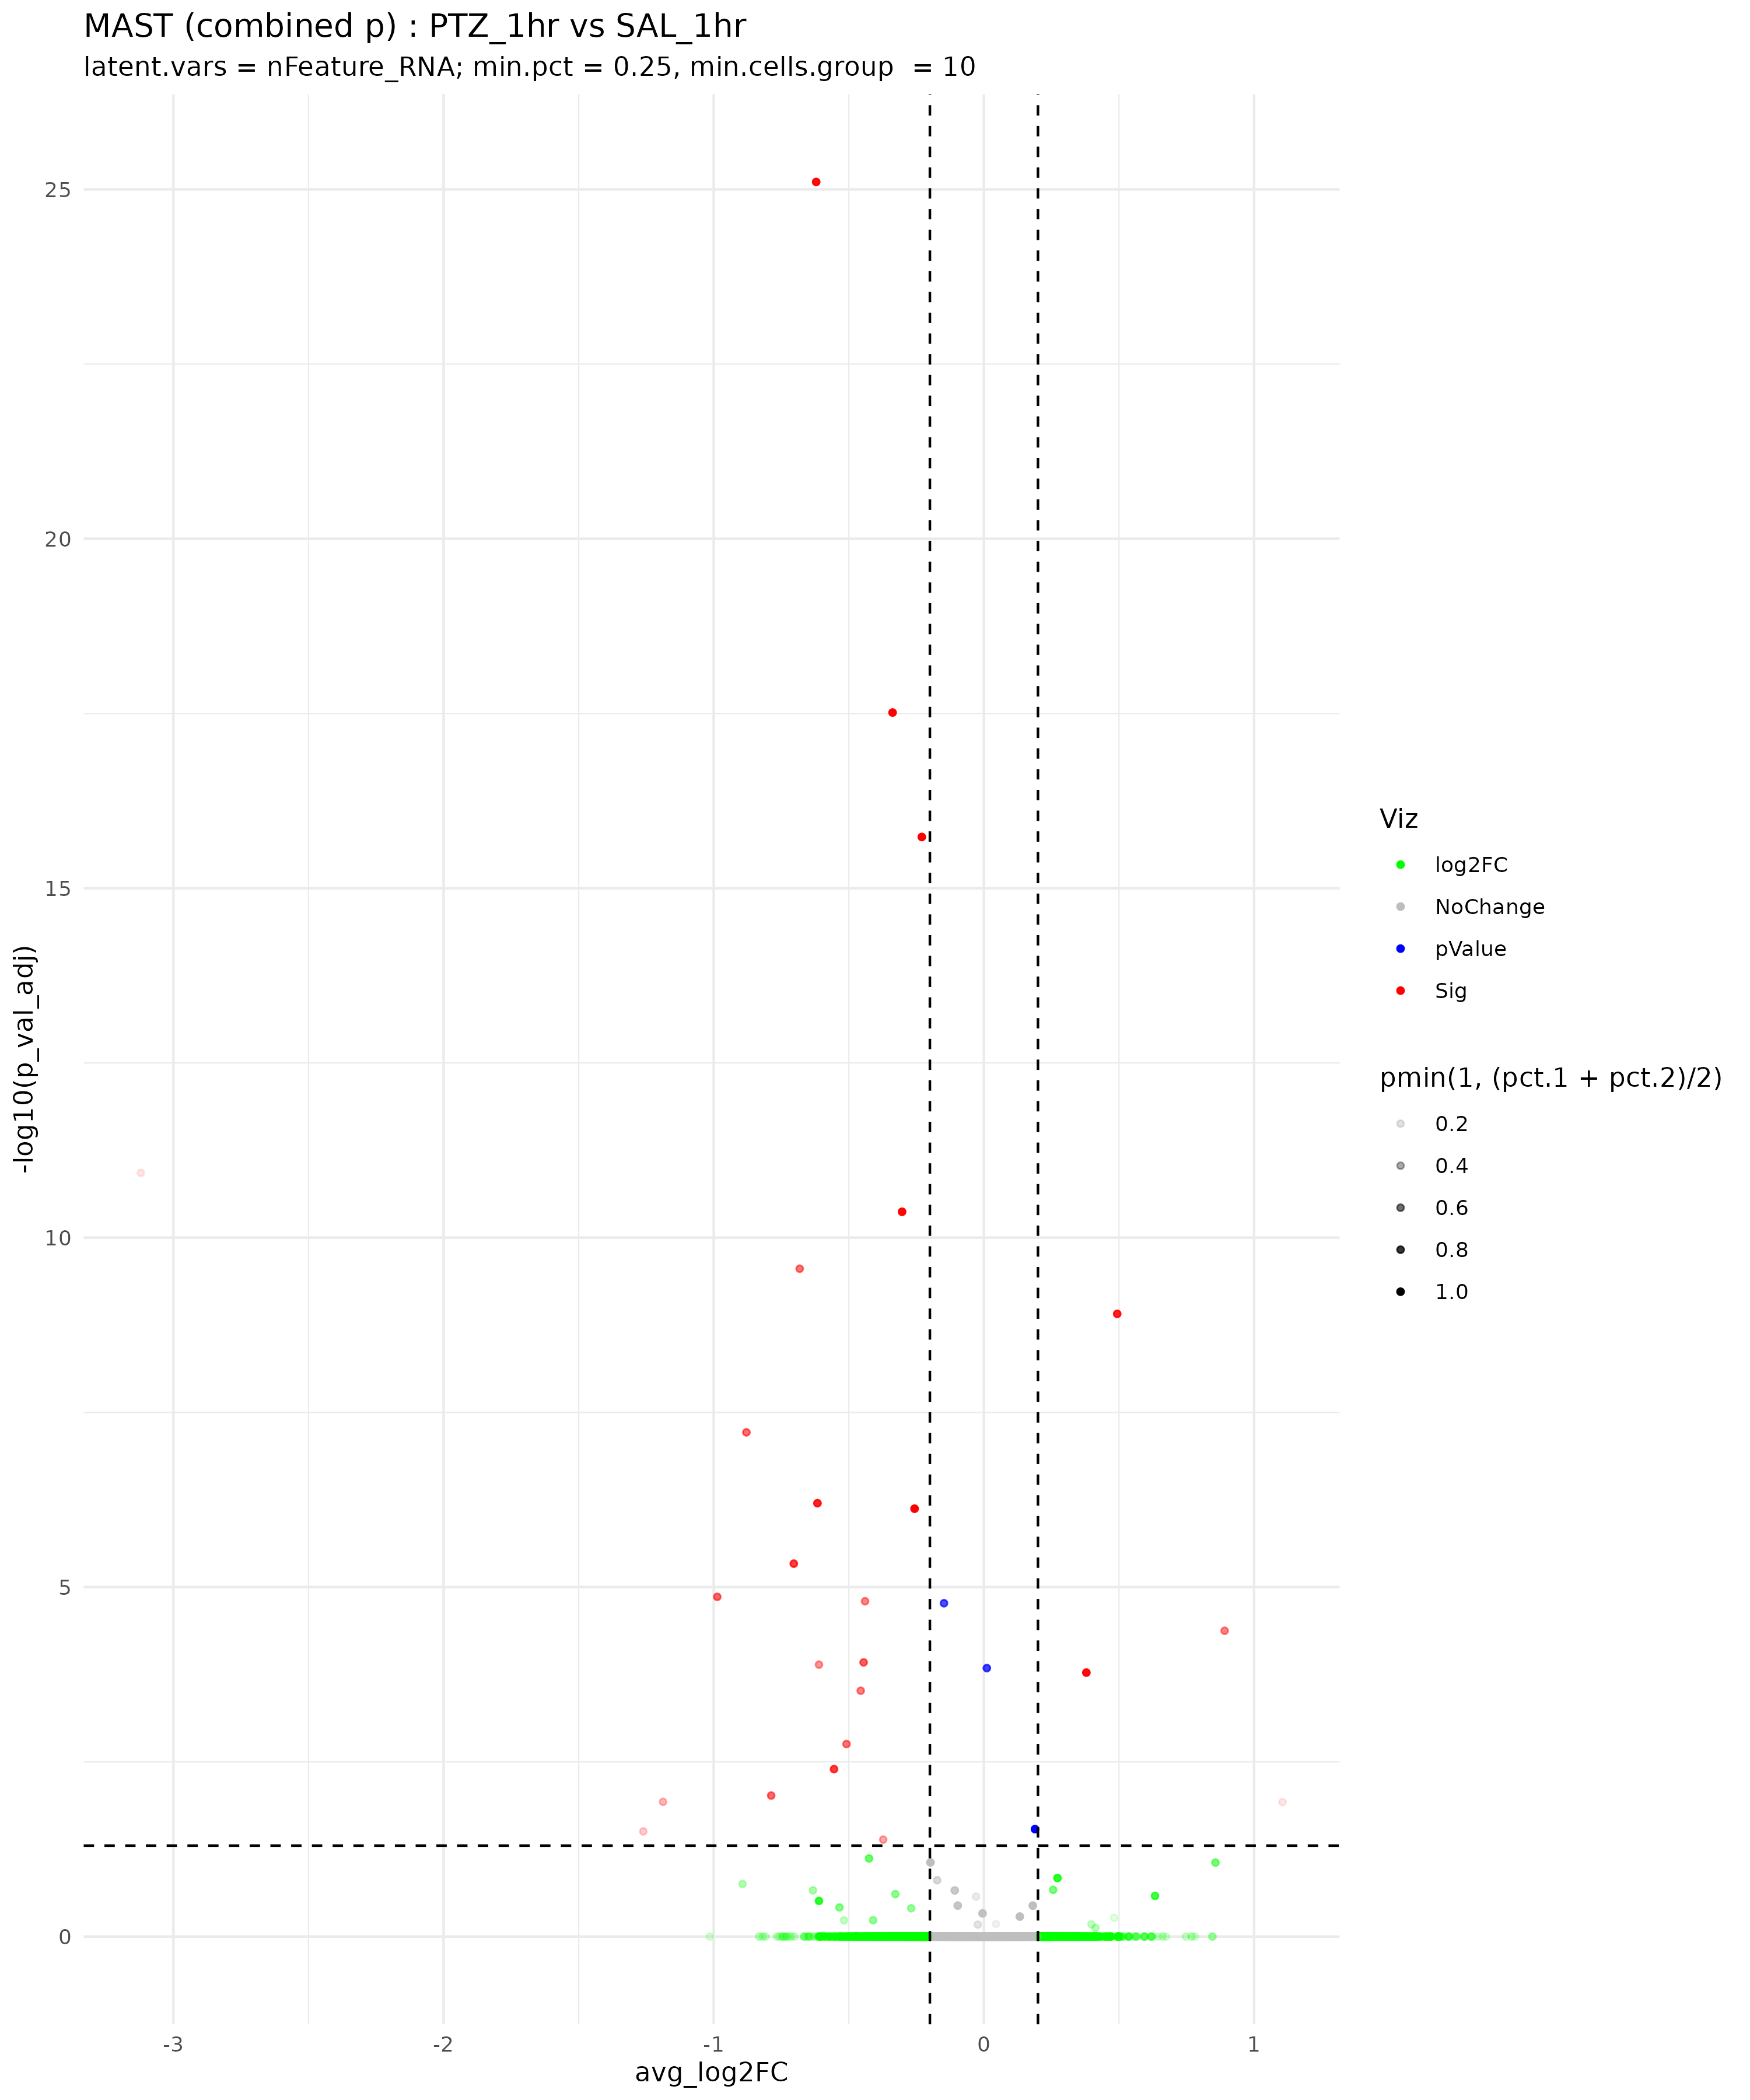 MAST (combined p) : PTZ_1hr vs SAL_1hr
latent.vars = nFeature_RNA; min.pct = 0.25, min.cells.group  = 10
25
20
15
10
5
0
-log10(p_val_adj)
-3
-2
-1
0
1
avg_log2FC
Viz
log2FC
NoChange
pValue
Sig
pmin(1, (pct.1 + pct.2)/2)
0.2
0.4
0.6
0.8
1.0